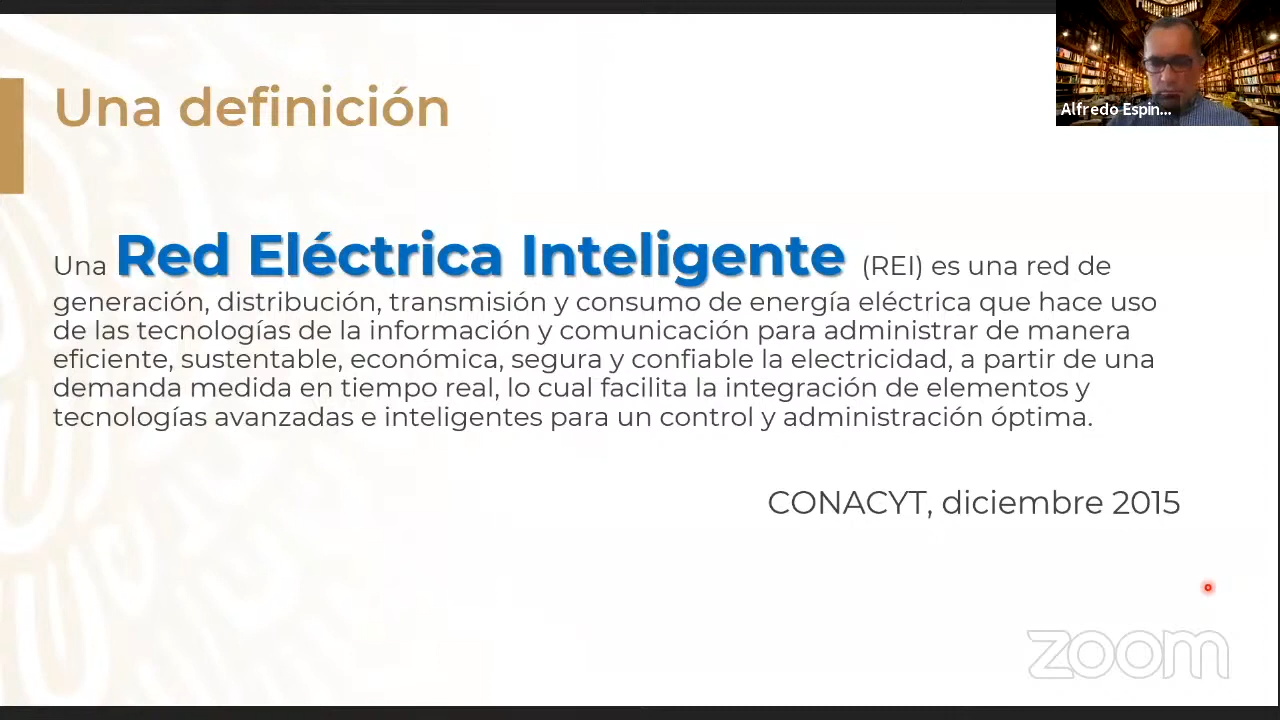 Una definición
Alfredo Espin...
Una Red Eléctrica Inteligente (REI) es una red de
generación, distribución, transmisión y consumo de energía eléctrica que hace uso
de las tecnologías de la información y comunicación para administrar de manera
eficiente, sustentable, económica, segura y confiable la electricidad, a partir de una
demanda medida en tiempo real, lo cual facilita la integración de elementos y
tecnologías avanzadas e inteligentes para un control y administración óptima.
CONACYT, diciembre 2015
zoom